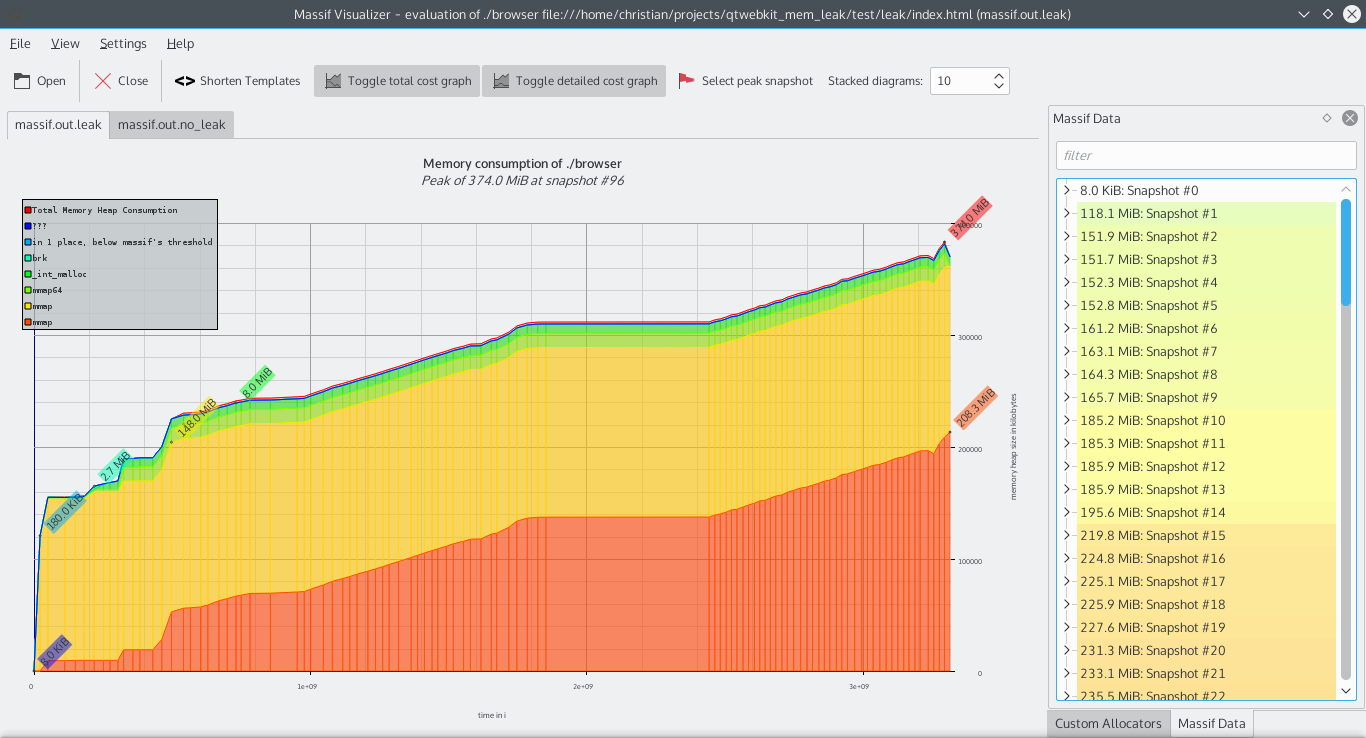 Massif Visualizer - evaluation of ./browser file:///home/christian/projects/qtwebkit_mem_leak/test/leak/index.html (massif.out.leak)
File View Settings Help
Open Close <> Shorten Templates Toggle total cost graph Toggle detailed cost graph Select peak snapshot Stacked diagrams: 10
massif.out.leak massif.out.no_leak
Memory consumption of ./browser
Peak of 374.0 MiB at snapshot #96
Total Memory Heap Consumption
???
in 1 place, below massif's threshold
brk
_int_malloc
mmap64
mmap
mmap
374.0 MiB
8.0 MiB
148.0 MiB
2.7 MiB
180.0 KiB
8.0 KiB
208.3 MiB
300000
200000
100000
0
memory heap size in kilobytes
0 1e+09 2e+09 3e+09
time in i
Massif Data
filter
8.0 KiB: Snapshot #0
118.1 MiB: Snapshot #1
151.9 MiB: Snapshot #2
151.7 MiB: Snapshot #3
152.3 MiB: Snapshot #4
152.8 MiB: Snapshot #5
161.2 MiB: Snapshot #6
163.1 MiB: Snapshot #7
164.3 MiB: Snapshot #8
165.7 MiB: Snapshot #9
185.2 MiB: Snapshot #10
185.3 MiB: Snapshot #11
185.9 MiB: Snapshot #12
185.9 MiB: Snapshot #13
195.6 MiB: Snapshot #14
219.8 MiB: Snapshot #15
224.8 MiB: Snapshot #16
225.1 MiB: Snapshot #17
225.9 MiB: Snapshot #18
227.6 MiB: Snapshot #19
231.3 MiB: Snapshot #20
233.1 MiB: Snapshot #21
235.5 MiB: Snapshot #22
Custom Allocators Massif Data